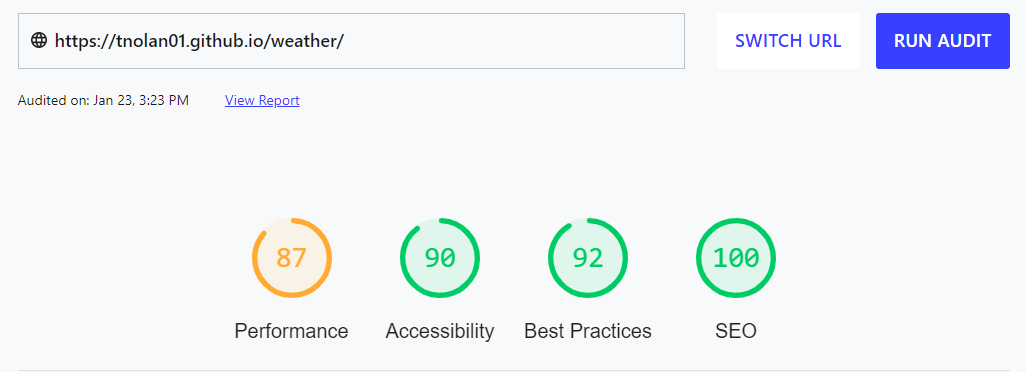 https://tnolan01.github.io/weather/ SWITCH URL RUN AUDIT
Audited on: Jan 23, 3:23 PM View Report
87 90 92 100
Performance Accessibility Best Practices SEO